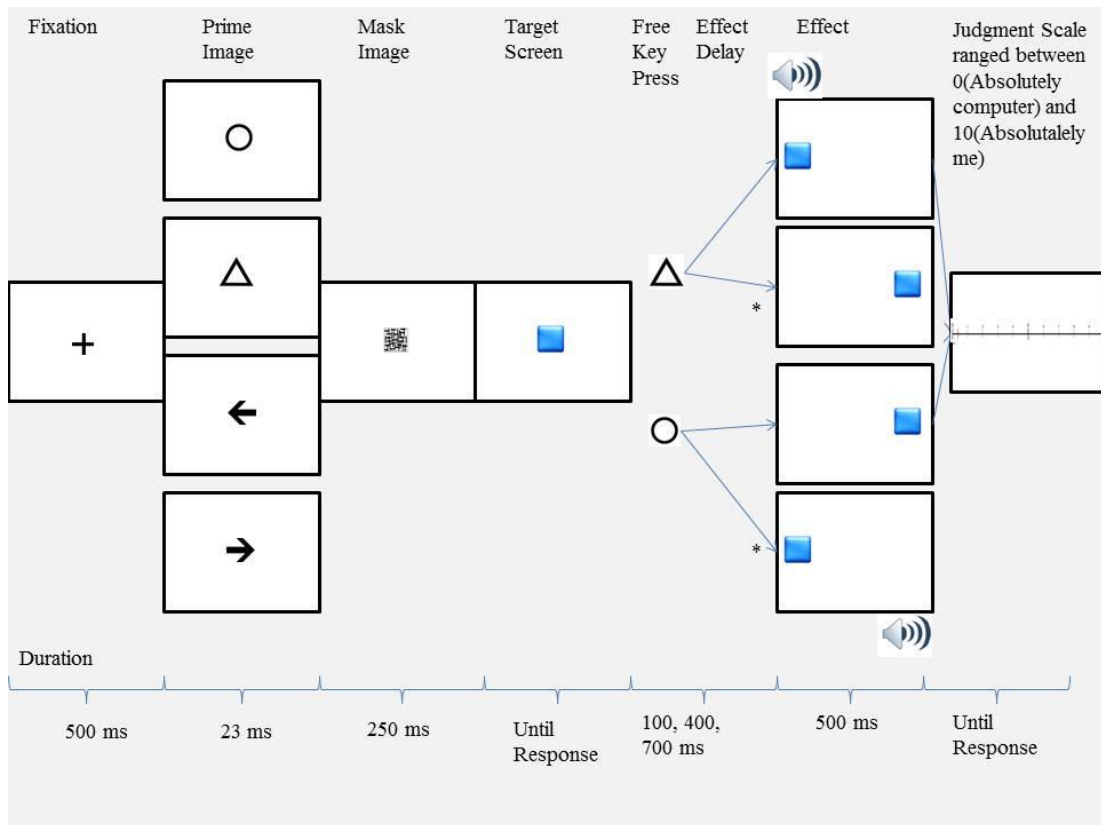 Fixation
Prime
Image
Mask
Image
Target
Screen
Free
Key
Press
Effect
Delay
Effect
Judgment Scale
ranged between
0(Absolutely
computer) and
10(Absolutalely
me)
*
*
Duration
500 ms
23 ms
250 ms
Until
Response
100, 400,
700 ms
500 ms
Until
Response